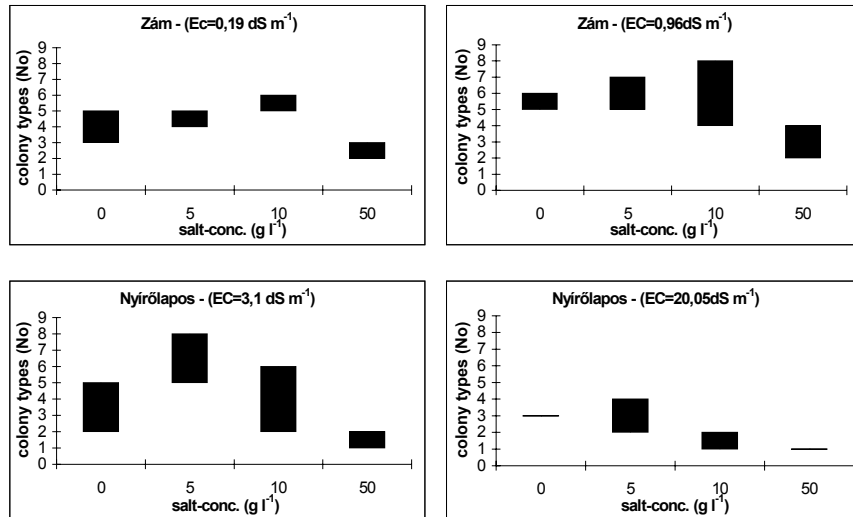 Zám - (Ec=0,19 dS m⁻¹)
colony types (No)
9
8
7
6
5
4
3
2
1
0
0 5 10 50
salt-conc. (g l⁻¹)
Zám - (EC=0,96dS m⁻¹)
colony types (No)
9
8
7
6
5
4
3
2
1
0
0 5 10 50
salt-conc. (g l⁻¹)
Nyírőlapos - (EC=3,1 dS m⁻¹)
colony types (No)
9
8
7
6
5
4
3
2
1
0
0 5 10 50
salt-conc. (g l⁻¹)
Nyírőlapos - (EC=20,05dS m⁻¹)
colony types (No)
9
8
7
6
5
4
3
2
1
0
0 5 10 50
salt-conc. (g l⁻¹)